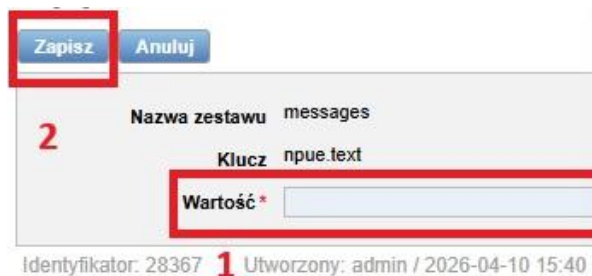 Zapisz Anuluj
Nazwa zestawu messages
2
Klucz npue.text
Wartość *
Identyfikator: 28367 1 Utworzony: admin / 2026-04-10 15:40